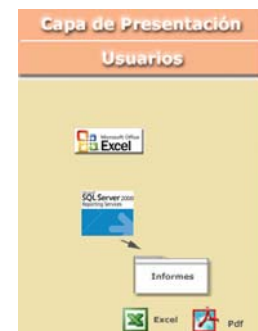 Capa de Presentación
Usuarios
Microsoft Office
Excel
SQL Server 2000
Reporting Services
Informes
Excel
Pdf